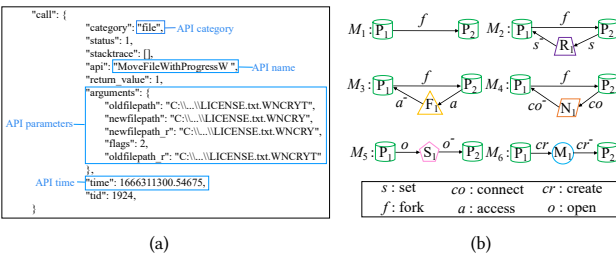 "call": {
"category": "file", API category
"status": 1,
"stacktrace": [],
"api": "MoveFileWithProgressW ", API name
"return_value": 1,
"arguments": {
"oldfilepath": "C:\\...\\LICENSE.txt.WNCRYT",
"newfilepath": "C:\\...\\LICENSE.txt.WNCRY",
API parameters "newfilepath_r": "C:\\...\\LICENSE.txt.WNCRY",
"flags": 2,
"oldfilepath_r": "C:\\...\\LICENSE.txt.WNCRYT"
},
API time "time": 1666311300.54675,
"tid": 1924,
}
(a)
M1: P1 f P2
M2: P1 f P2 s- R1 s
M3: P1 f P2 a- F1 a
M4: P1 f P2 co- N1 co
M5: P1 o S1 o- P2
M6: P1 cr M1 cr- P2
s : set co : connect cr : create
f : fork a : access o : open
(b)